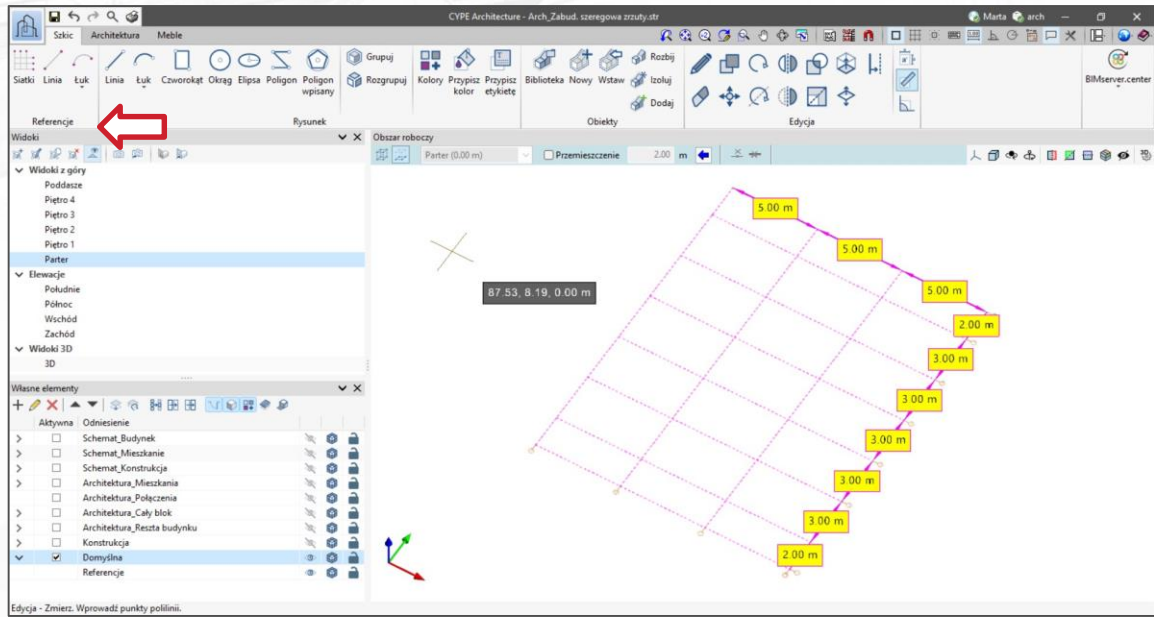 CYPE Architecture - Arch_Zabud. szeregowa zrzuty.str
Marta arch
Szkic Architektura Meble
Siatki Linia Łuk Linia Łuk Czworokąt Okrąg Elipsa Poligon Poligon wpisany Grupuj Rozgrupuj Kolory Przypisz kolor Przypisz etykietę Biblioteka Nowy Wstaw Rozbij Izoluj Dodaj BIMserver.center
Referencje Rysunek Obiekty Edycja
Widoki
Widoki z góry
Poddasze
Piętro 4
Piętro 3
Piętro 2
Piętro 1
Parter
Elewacje
Południe
Północ
Wschód
Zachód
Widoki 3D
3D
Własne elementy
Aktywna Odniesienie
Schemat_Budynek
Schemat_Mieszkanie
Schemat_Konstrukcja
Architektura_Mieszkania
Architektura_Połączenia
Architektura_Cały blok
Architektura_Reszta budynku
Konstrukcja
Domyślna
Referencje
Obszar roboczy
Parter (0.00 m) Przemieszczenie 2.00 m
5.00 m
5.00 m
5.00 m
2.00 m
3.00 m
3.00 m
3.00 m
3.00 m
3.00 m
2.00 m
87.53, 8.19, 0.00 m
Edycja - Zmierz. Wprowadź punkty polilinii.